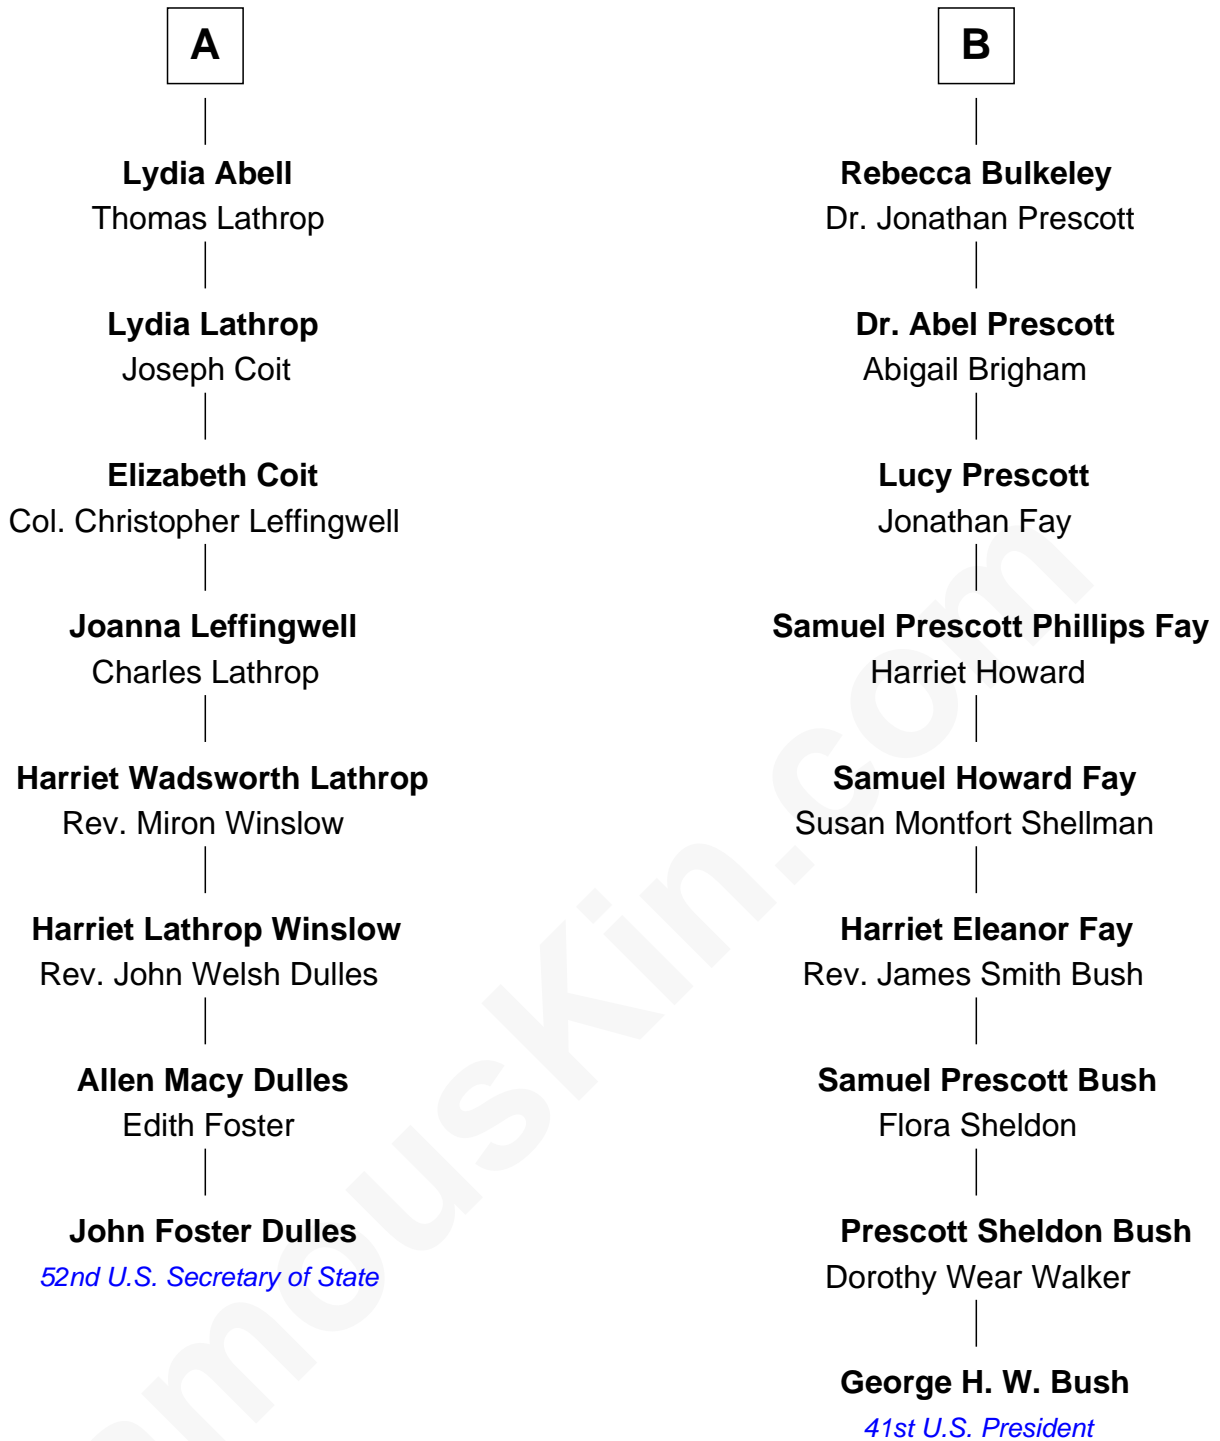 A
Lydia Abell
Thomas Lathrop
Lydia Lathrop
Joseph Coit
Elizabeth Coit
Col. Christopher Leffingwell
Joanna Leffingwell
Charles Lathrop
Harriet Wadsworth Lathrop
Rev. Miron Winslow
Harriet Lathrop Winslow
Rev. John Welsh Dulles
Allen Macy Dulles
Edith Foster
John Foster Dulles
52nd U.S. Secretary of State
B
Rebecca Bulkeley
Dr. Jonathan Prescott
Dr. Abel Prescott
Abigail Brigham
Lucy Prescott
Jonathan Fay
Samuel Prescott Phillips Fay
Harriet Howard
Samuel Howard Fay
Susan Montfort Shellman
Harriet Eleanor Fay
Rev. James Smith Bush
Samuel Prescott Bush
Flora Sheldon
Prescott Sheldon Bush
Dorothy Wear Walker
George H. W. Bush
41st U.S. President
amousKin.com